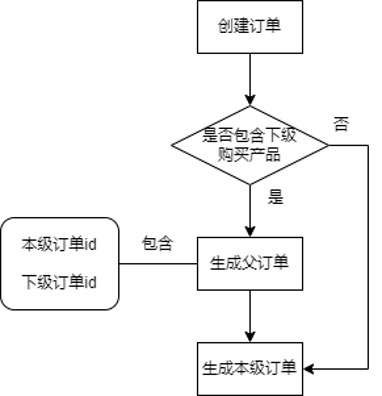 创建订单
是否包含下级
购买产品
否
是
本级订单id
下级订单id
包含
生成父订单
生成本级订单